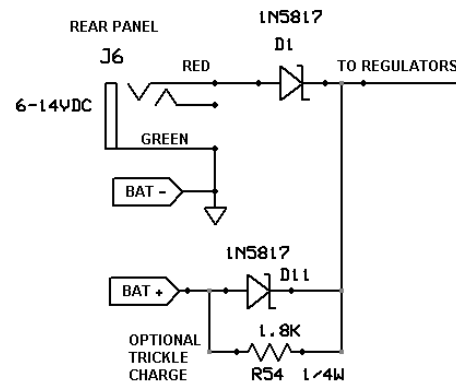 1N5817
REAR PANEL
D1
J6
RED
TO REGULATORS
6-14VDC
GREEN
BAT -
1N5817
D11
BAT +
1.8K
OPTIONAL
TRICKLE
CHARGE
R54 1/4W